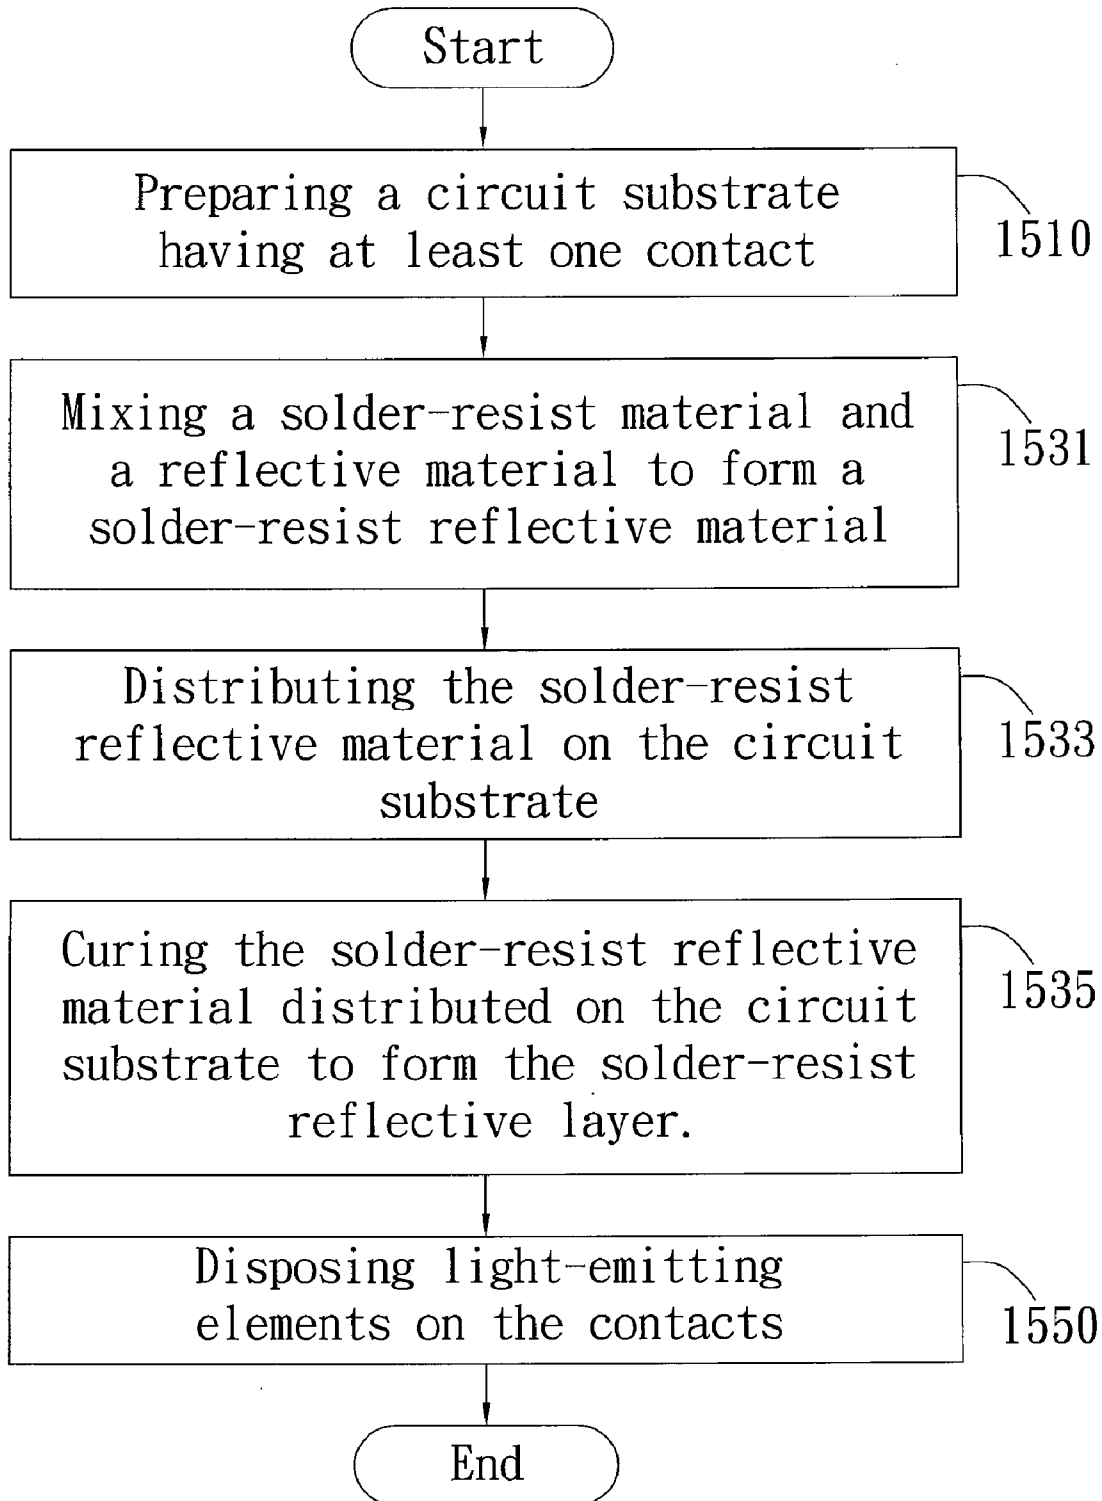 Start
Preparing a circuit substrate
having at least one contact
1510
Mixing a solder-resist material and
a reflective material to form a
solder-resist reflective material
1531
Distributing the solder-resist
reflective material on the circuit
substrate
1533
Curing the solder-resist reflective
material distributed on the circuit
substrate to form the solder-resist
reflective layer.
1535
Disposing light-emitting
elements on the contacts
1550
End